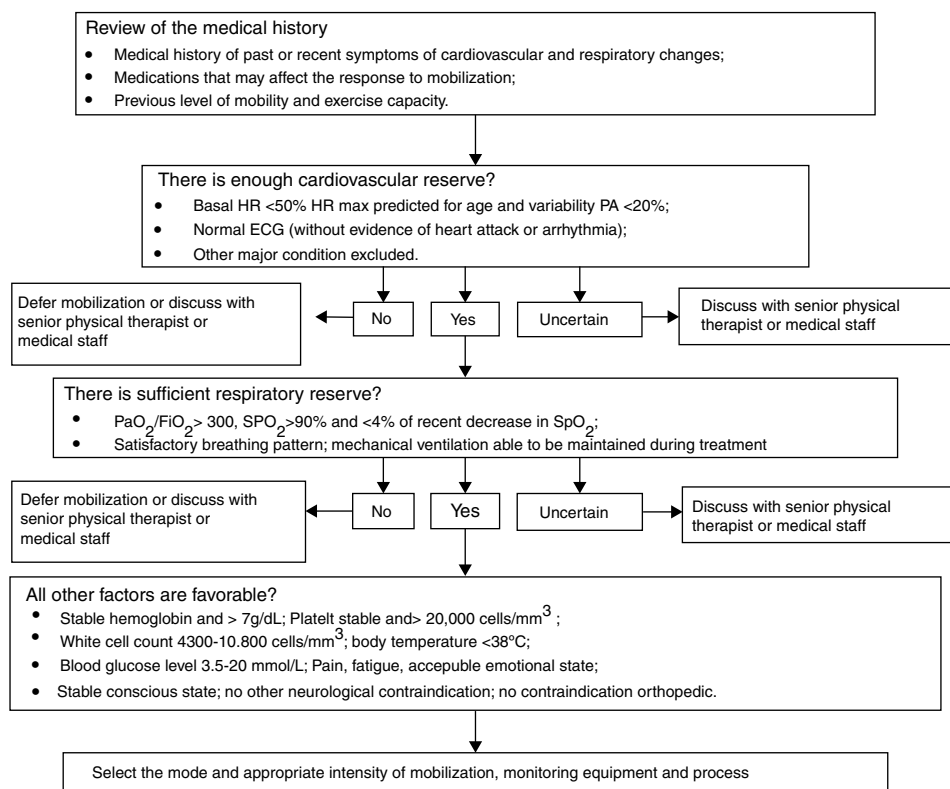 Review of the medical history
• Medical history of past or recent symptoms of cardiovascular and respiratory changes;
• Medications that may affect the response to mobilization;
• Previous level of mobility and exercise capacity.
There is enough cardiovascular reserve?
• Basal HR <50% HR max predicted for age and variability PA <20%;
• Normal ECG (without evidence of heart attack or arrhythmia);
• Other major condition excluded.
Defer mobilization or discuss with
senior physical therapist or
medical staff
No
Yes
Uncertain
Discuss with senior physical
therapist or medical staff
There is sufficient respiratory reserve?
• PaO2/FiO2> 300, SPO2>90% and <4% of recent decrease in SpO2;
• Satisfactory breathing pattern; mechanical ventilation able to be maintained during treatment
Defer mobilization or discuss with
senior physical therapist or
medical staff
No
Yes
Uncertain
Discuss with senior physical
therapist or medical staff
All other factors are favorable?
• Stable hemoglobin and > 7g/dL; Platelt stable and> 20,000 cells/mm3 ;
• White cell count 4300-10.800 cells/mm3; body temperature <38ºC;
• Blood glucose level 3.5-20 mmol/L; Pain, fatigue, accepuble emotional state;
• Stable conscious state; no other neurological contraindication; no contraindication orthopedic.
Select the mode and appropriate intensity of mobilization, monitoring equipment and process